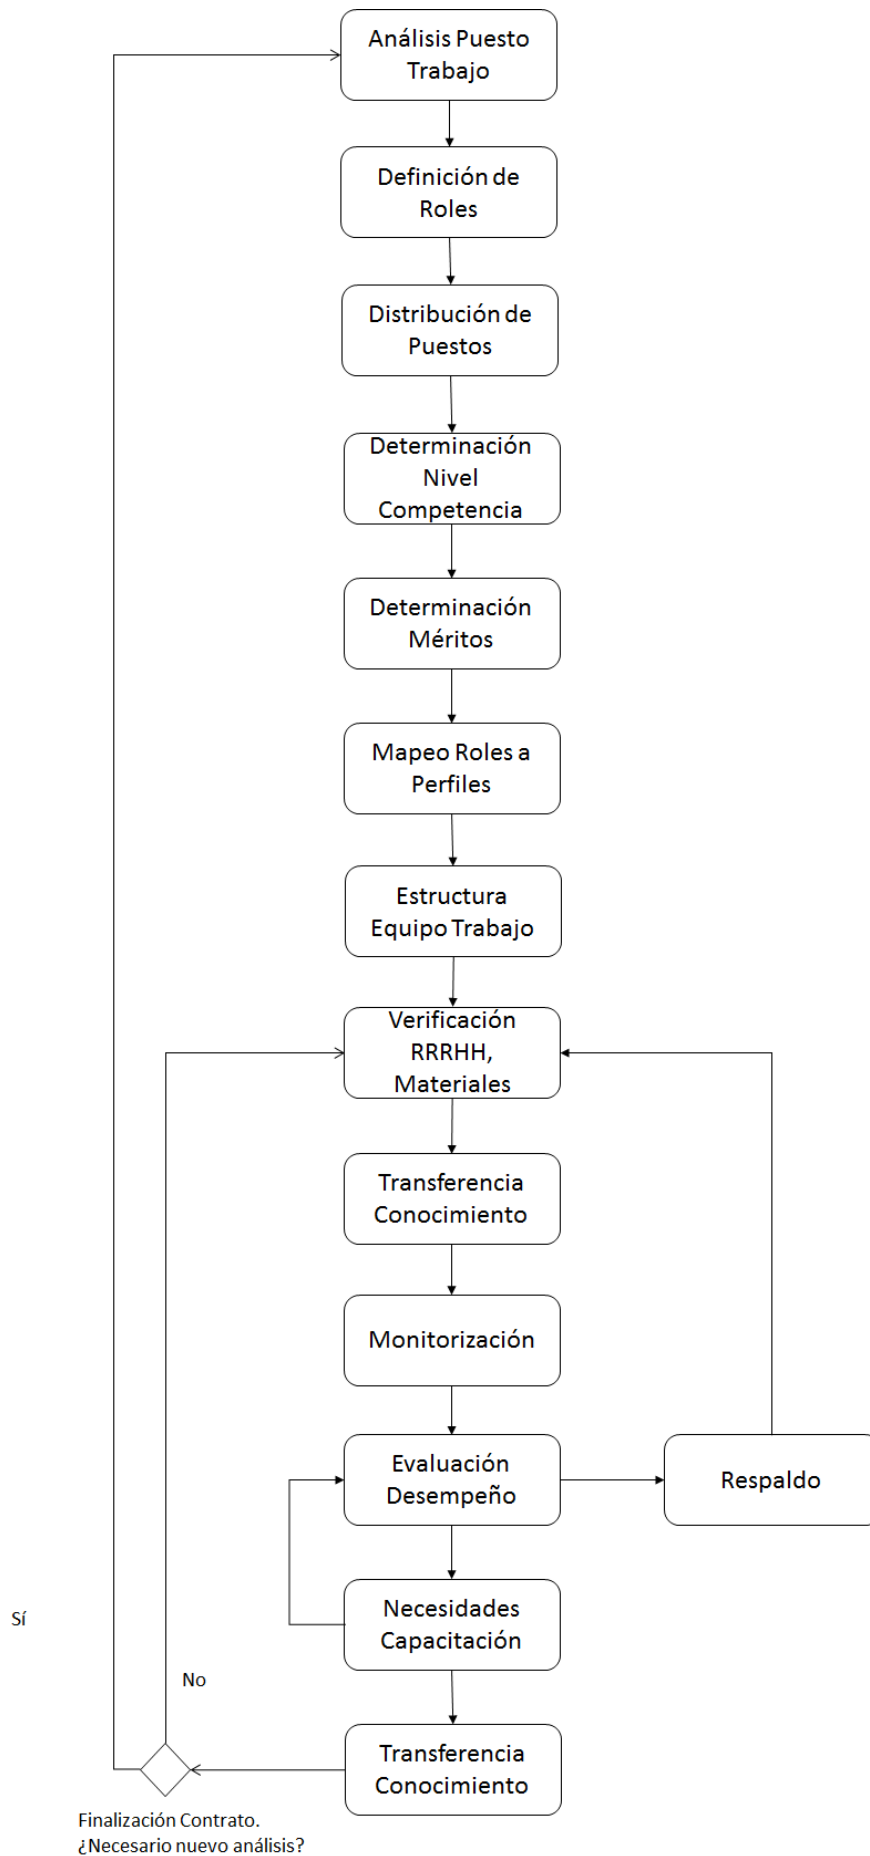 Análisis Puesto
Trabajo
Definición de
Roles
Distribución de
Puestos
Determinación
Nivel
Competencia
Determinación
Méritos
Mapeo Roles a
Perfiles
Estructura
Equipo Trabajo
Verificación
RRRHH,
Materiales
Transferencia
Conocimiento
Monitorización
Evaluación
Desempeño
Respaldo
Necesidades
Capacitación
Sí
No
Transferencia
Conocimiento
Finalización Contrato.
¿Necesario nuevo análisis?